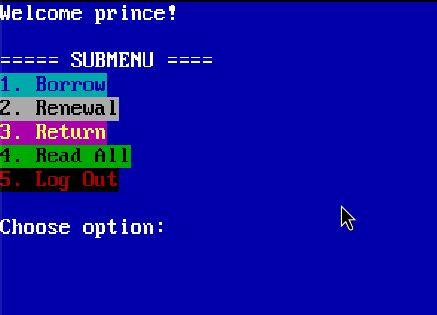 Welcome prince!
===== SUBMENU ====
1. Borrow
2. Renewal
3. Return
4. Read All
5. Log Out
Choose option: